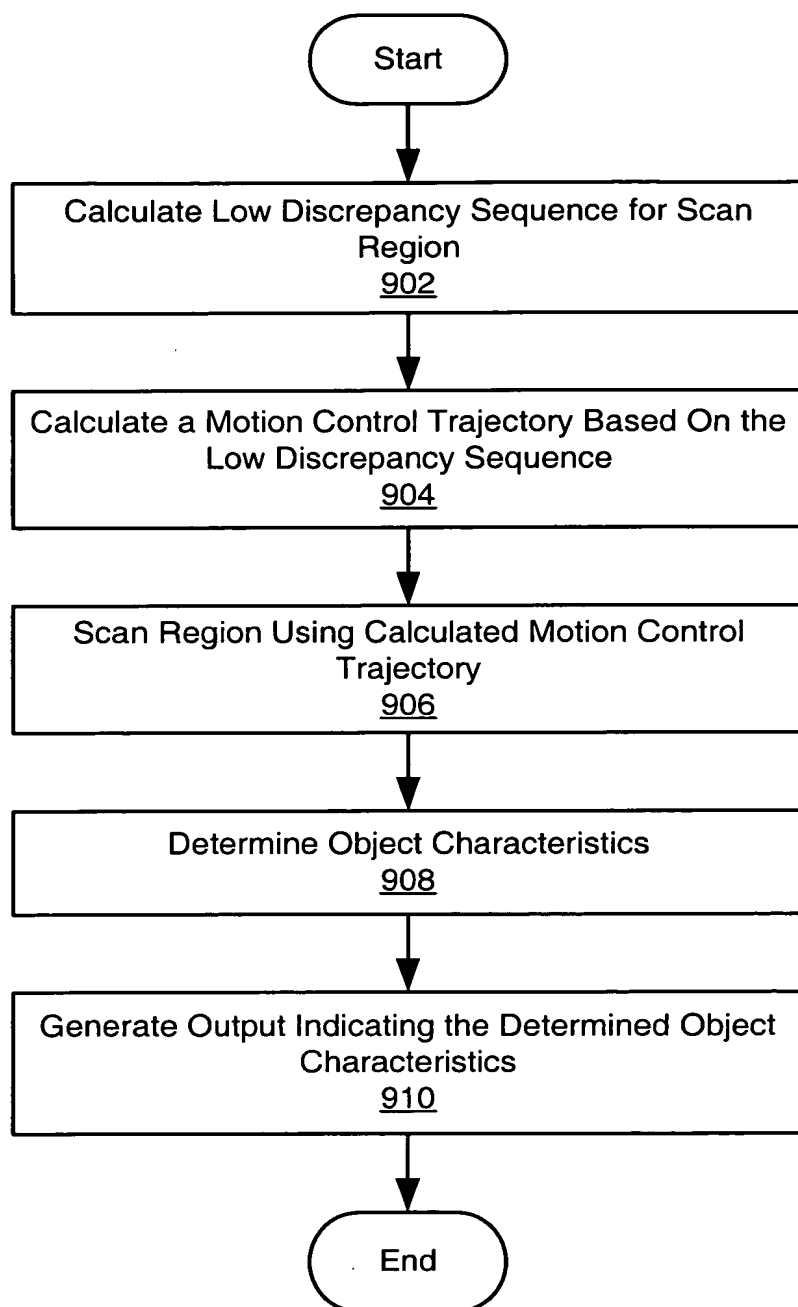 Start
Calculate Low Discrepancy Sequence for Scan
Region
902
Calculate a Motion Control Trajectory Based On the
Low Discrepancy Sequence
904
Scan Region Using Calculated Motion Control
Trajectory
906
Determine Object Characteristics
908
Generate Output Indicating the Determined Object
Characteristics
910
End